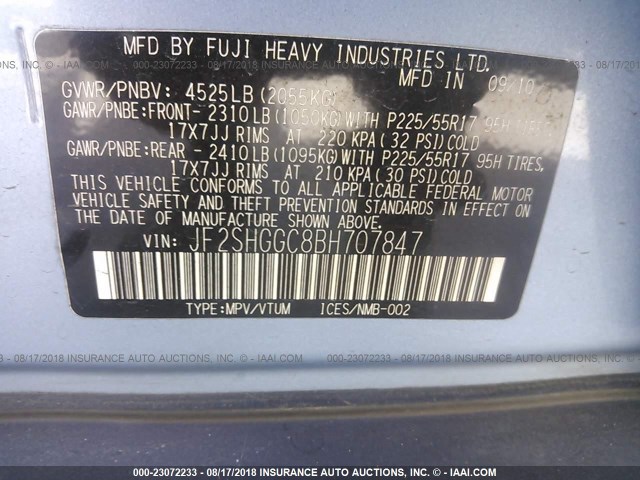 MFD BY FUJI HEAVY INDUSTRIES LTD.
MFD IN 09/10
GVWR/PNBV: 4525LB (2055KG)
GAWR/PNBE:FRONT- 2310LB (1050KG) WITH P225/55R17 95H TIRES,
17X7JJ RIMS AT 220 KPA (32 PSI) COLD
GAWR/PNBE:REAR - 2410LB (1095KG) WITH P225/55R17 95H TIRES,
17X7JJ RIMS AT 210 KPA (30 PSI) COLD
THIS VEHICLE CONFORMS TO ALL APPLICABLE FEDERAL MOTOR
VEHICLE SAFETY AND THEFT PREVENTION STANDARDS IN EFFECT ON
THE DATE OF MANUFACTURE SHOWN ABOVE.
VIN: JF2SHGGC8BH707847
TYPE:MPV/VTUM ICES/NMB-002
000-23072233 - 08/17/2018 INSURANCE AUTO AUCTIONS, INC. - © IAAI.COM